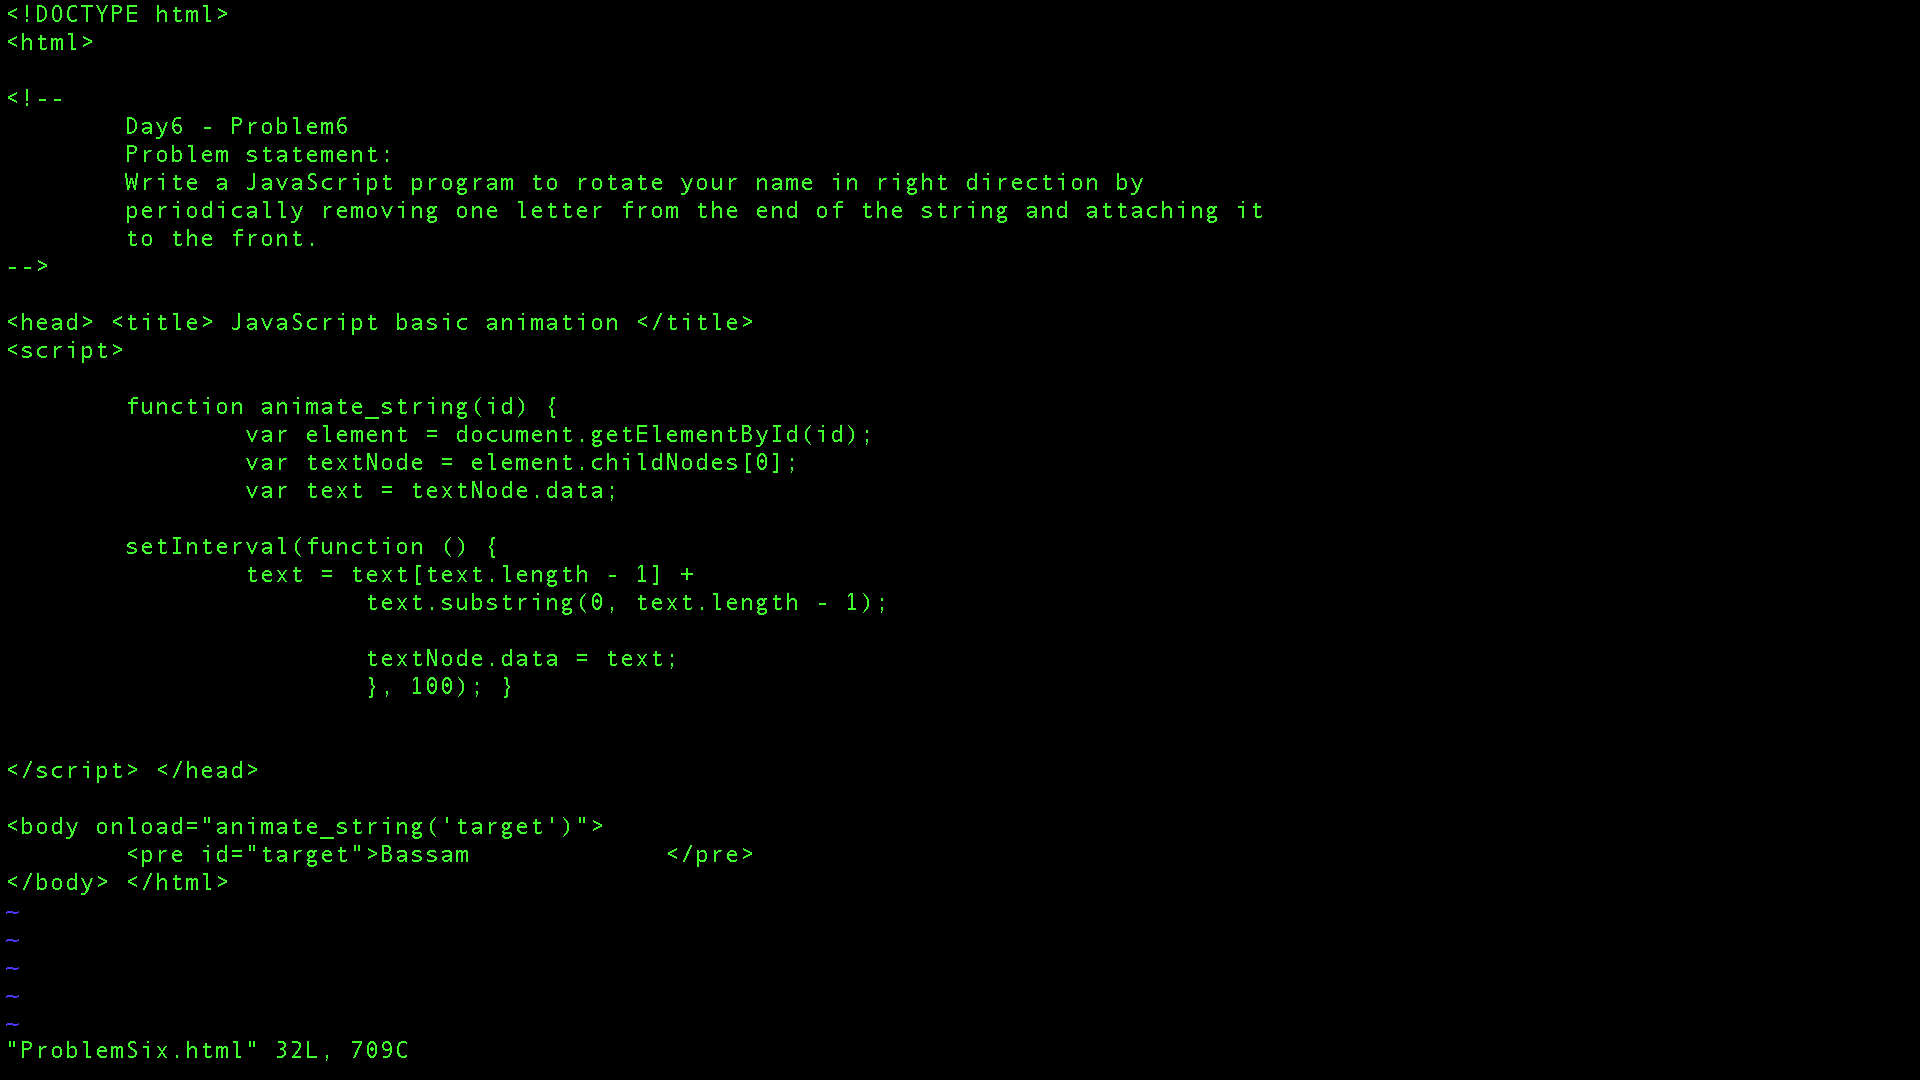 <!DOCTYPE html>
<html>

<!--
        Day6 - Problem6
        Problem statement:
        Write a JavaScript program to rotate your name in right direction by
        periodically removing one letter from the end of the string and attaching it
        to the front.
-->

<head> <title> JavaScript basic animation </title>
<script>

        function animate_string(id) {
                var element = document.getElementById(id);
                var textNode = element.childNodes[0];
                var text = textNode.data;

        setInterval(function () {
                text = text[text.length - 1] +
                        text.substring(0, text.length - 1);

                        textNode.data = text;
                        }, 100); }


</script> </head>

<body onload="animate_string('target')">
        <pre id="target">Bassam             </pre>
</body> </html>
~
~
~
~
~
"ProblemSix.html" 32L, 709C